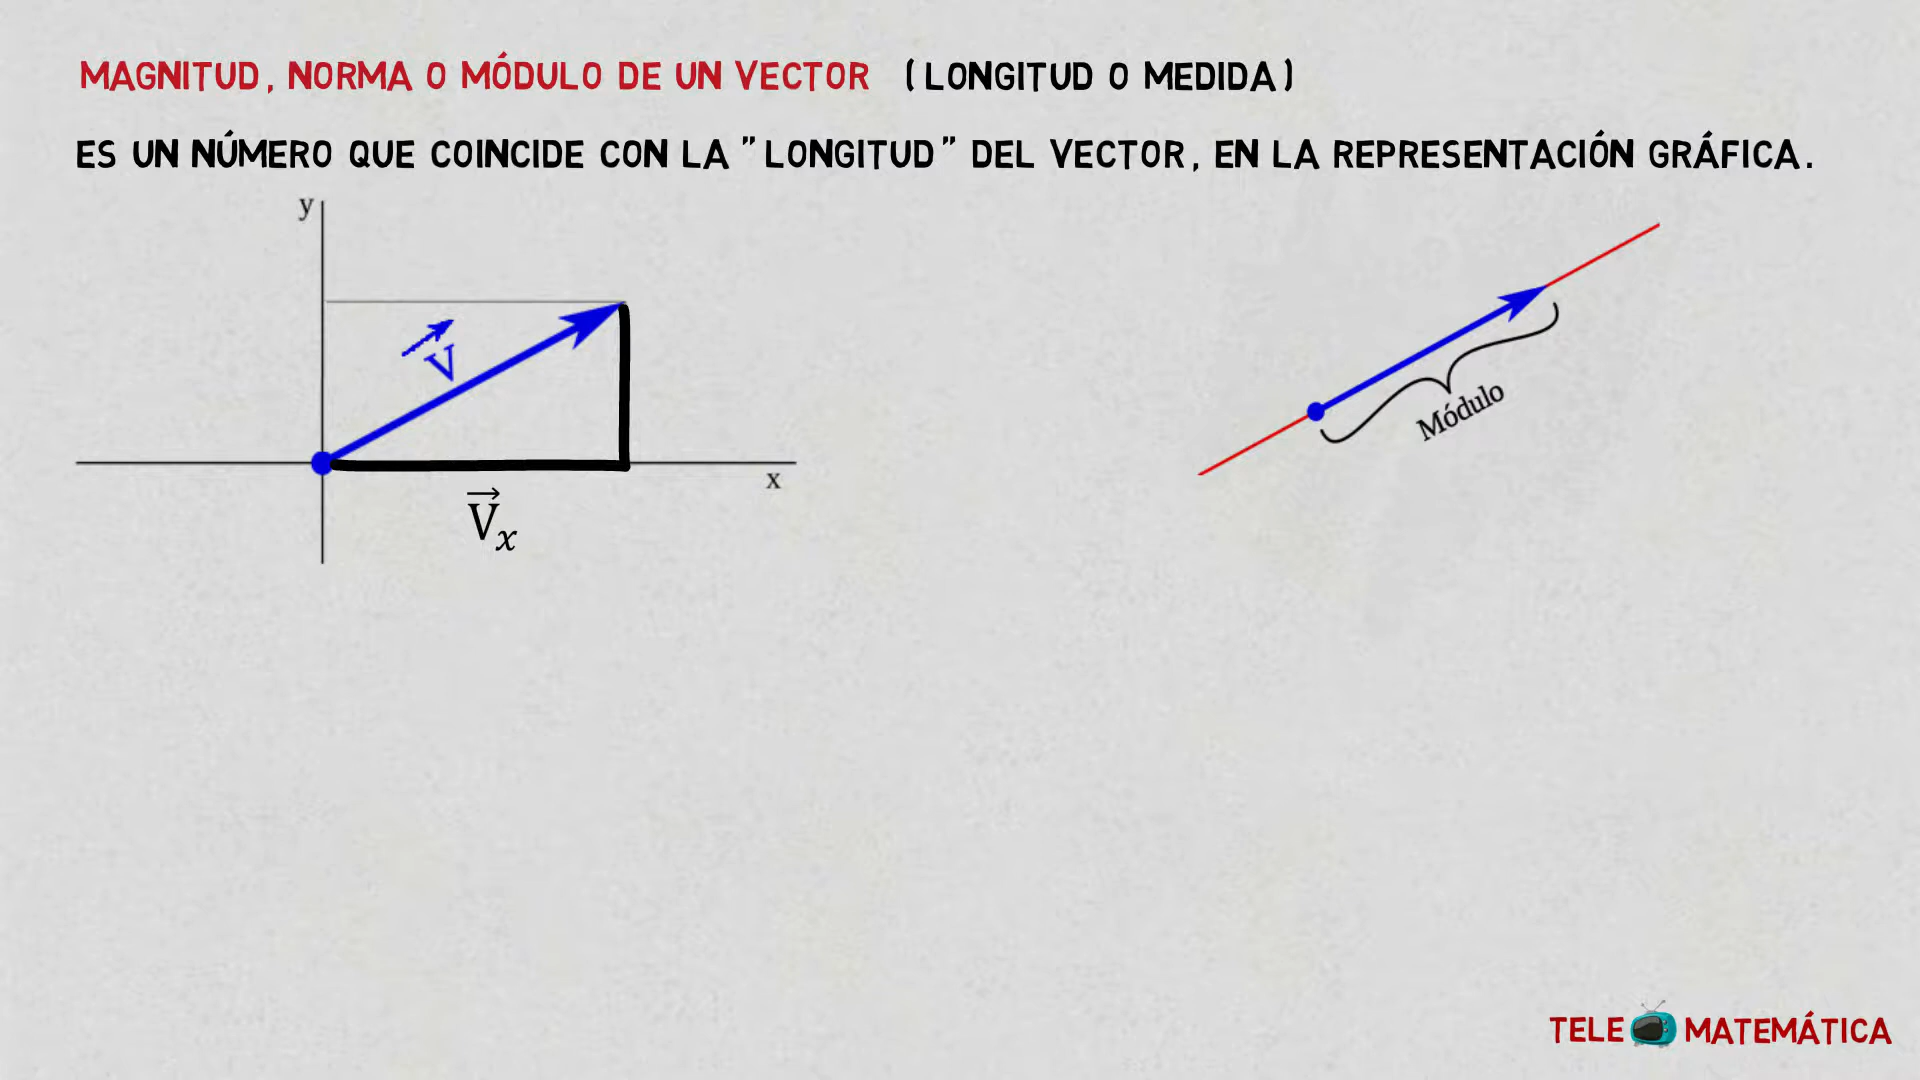 MAGNITUD, NORMA O MÓDULO DE UN VECTOR (LONGITUD O MEDIDA)
ES UN NÚMERO QUE COINCIDE CON LA "LONGITUD" DEL VECTOR, EN LA REPRESENTACIÓN GRÁFICA.
y
V
x
V⃗x
Módulo
TELE MATEMÁTICA